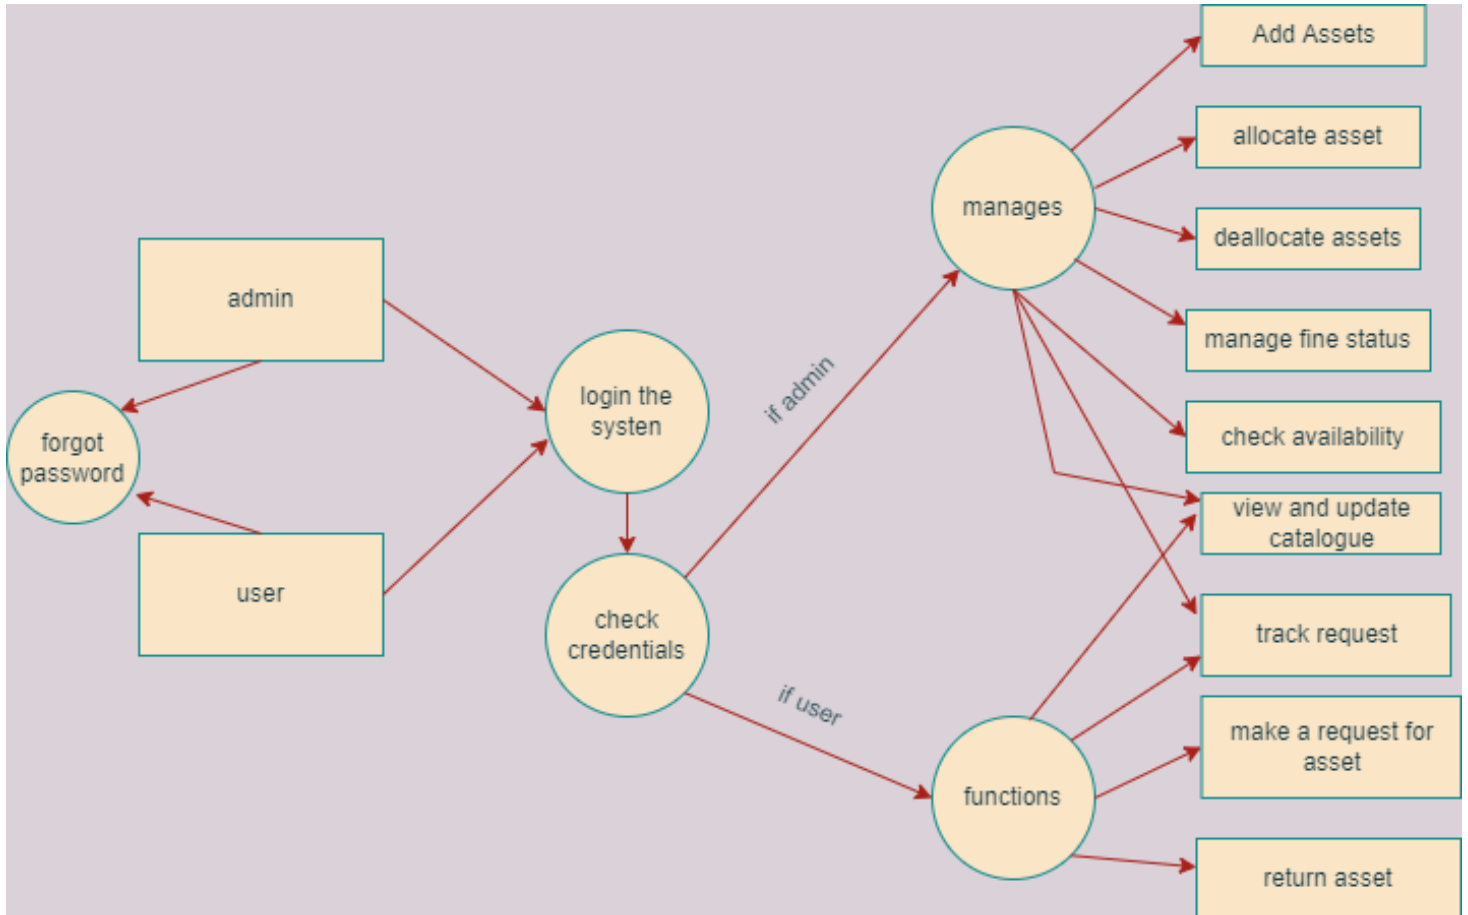 Add Assets
allocate asset
manages
deallocate assets
admin
manage fine status
if admin
login the
systen
check availability
forgot
password
view and update
catalogue
user
check
credentials
track request
if user
make a request for
asset
functions
return asset